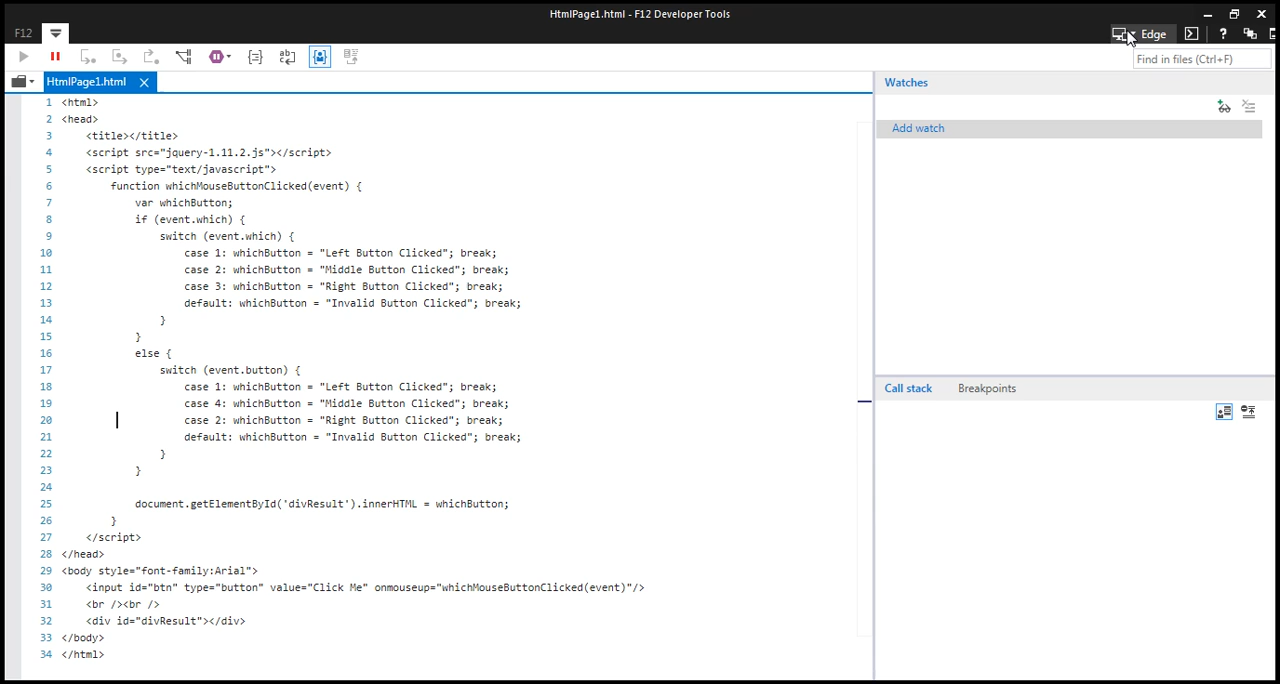 HtmlPage1.html - F12 Developer Tools
F12
Edge
?
Find in files (Ctrl+F)
HtmlPage1.html
Watches
Add watch
Call stack Breakpoints
1 <html>
2 <head>
3 <title></title>
4 <script src="jquery-1.11.2.js"></script>
5 <script type="text/javascript">
6 function whichMouseButtonClicked(event) {
7 var whichButton;
8 if (event.which) {
9 switch (event.which) {
10 case 1: whichButton = "Left Button Clicked"; break;
11 case 2: whichButton = "Middle Button Clicked"; break;
12 case 3: whichButton = "Right Button Clicked"; break;
13 default: whichButton = "Invalid Button Clicked"; break;
14 }
15 }
16 else {
17 switch (event.button) {
18 case 1: whichButton = "Left Button Clicked"; break;
19 case 4: whichButton = "Middle Button Clicked"; break;
20 case 2: whichButton = "Right Button Clicked"; break;
21 default: whichButton = "Invalid Button Clicked"; break;
22 }
23 }
24
25 document.getElementById('divResult').innerHTML = whichButton;
26 }
27 </script>
28 </head>
29 <body style="font-family:Arial">
30 <input id="btn" type="button" value="Click Me" onmouseup="whichMouseButtonClicked(event)"/>
31 <br /><br />
32 <div id="divResult"></div>
33 </body>
34 </html>